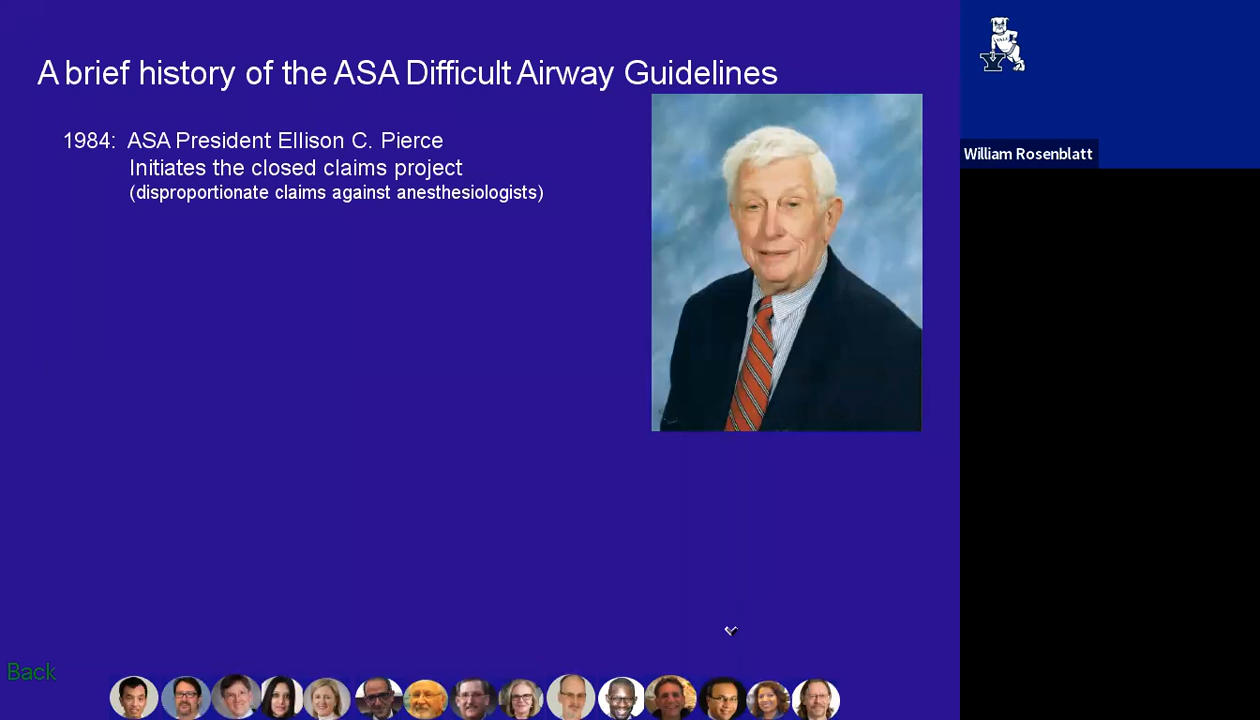 A brief history of the ASA Difficult Airway Guidelines
1984: ASA President Ellison C. Pierce
Initiates the closed claims project
(disproportionate claims against anesthesiologists)
YALE
Y
William Rosenblatt
Back